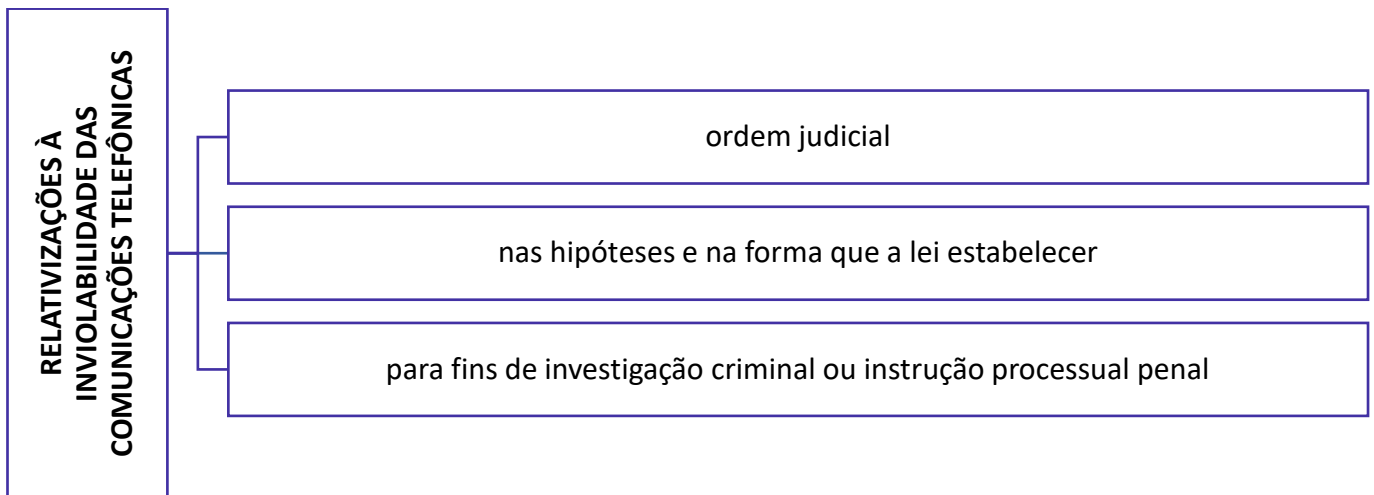 RELATIVIZAÇÕES À
INVIOLABILIDADE DAS
COMUNICAÇÕES TELEFÔNICAS
ordem judicial
nas hipóteses e na forma que a lei estabelecer
para fins de investigação criminal ou instrução processual penal